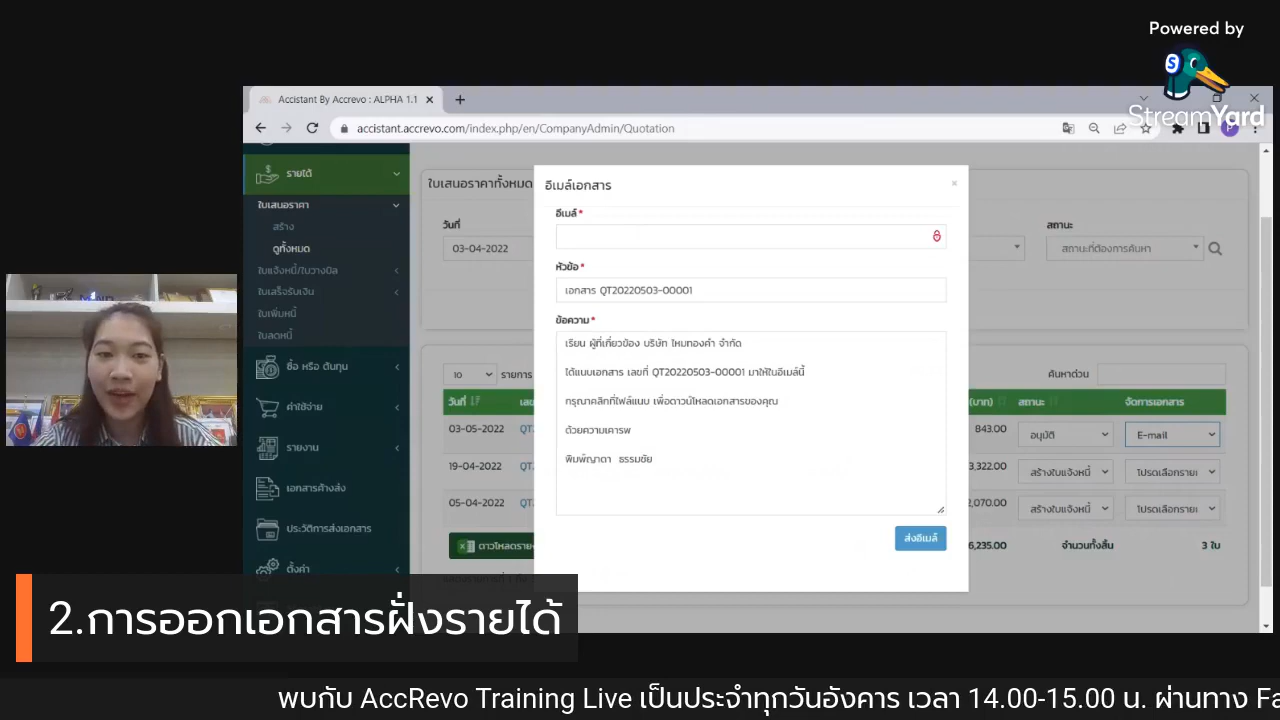 Powered by
StreamYard
Accistant By Accrevo : ALPHA 1.1
accistant.accrevo.com/index.php/en/CompanyAdmin/Quotation
รายได้
ใบเสนอราคา
สร้าง
ดูทั้งหมด
ใบแจ้งหนี้/ใบวางบิล
ใบเสร็จรับเงิน
ใบเพิ่มหนี้
ใบลดหนี้
ซื้อ หรือ ต้นทุน
ค่าใช้จ่าย
รายงาน
เอกสารค้างส่ง
ประวัติการส่งเอกสาร
ตั้งค่า
ใบเสนอราคาทั้งหมด
วันที่
03-04-2022
สถานะ
สถานะที่ต้องการค้นหา
10 รายการ
ค้นหาด่วน
วันที่ เลข (บาท) สถานะ จัดการเอกสาร
03-05-2022 QT 843.00 อนุมัติ E-mail
19-04-2022 QT 3,322.00 สร้างใบแจ้งหนี้ โปรดเลือกราย
05-04-2022 QT 2,070.00 สร้างใบแจ้งหนี้ โปรดเลือกราย
ดาวโหลดราย 6,235.00 จำนวนทั้งสิ้น 3 ใบ
อีเมล์เอกสาร
อีเมล์ *
หัวข้อ *
เอกสาร QT20220503-00001
ข้อความ *
เรียน ผู้ที่เกี่ยวข้อง บริษัท ไหมทองคำ จำกัด
ได้แนบเอกสาร เลขที่ QT20220503-00001 มาให้ในอีเมล์นี้
กรุณาคลิกที่ไฟล์แนบ เพื่อดาวน์โหลดเอกสารของคุณ
ด้วยความเคารพ
พิมพ์ญาดา ธรรมชัย
ส่งอีเมล์
2.การออกเอกสารฝั่งรายได้
พบกับ AccRevo Training Live เป็นประจำทุกวันอังคาร เวลา 14.00-15.00 น. ผ่านทาง Fa